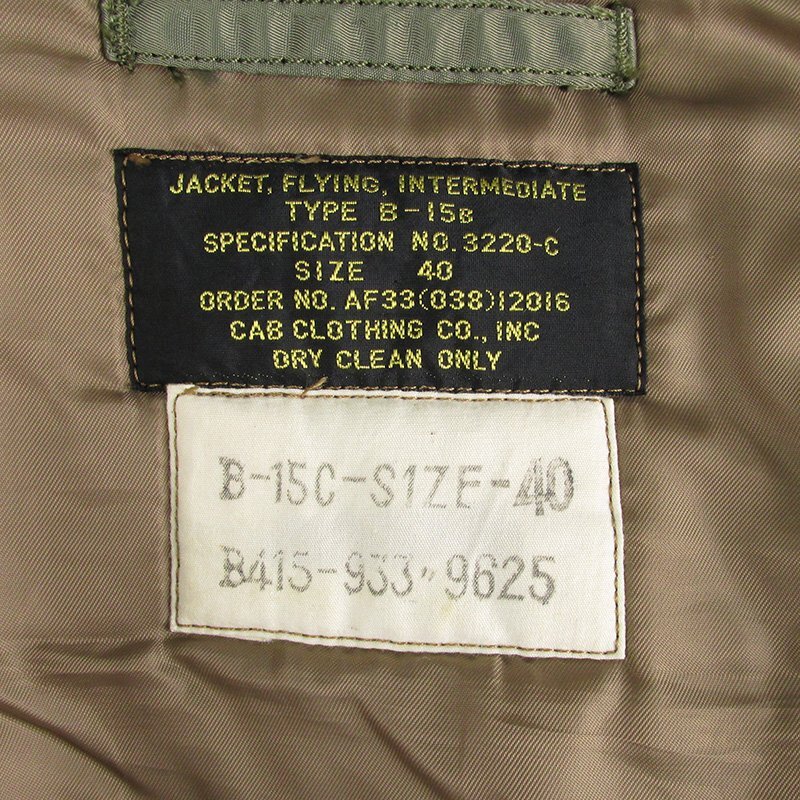 JACKET, FLYING, INTERMEDIATE
TYPE B-15B
SPECIFICATION NO. 3220-C
SIZE 40
ORDER NO. AF33(038)12016
CAB CLOTHING CO., INC
DRY CLEAN ONLY
B-15C-SIZE-40
B415-933-9625